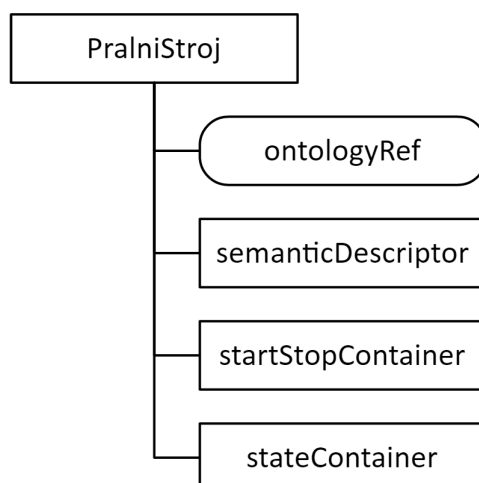 PralniStroj
ontologyRef
semanticDescriptor
startStopContainer
stateContainer